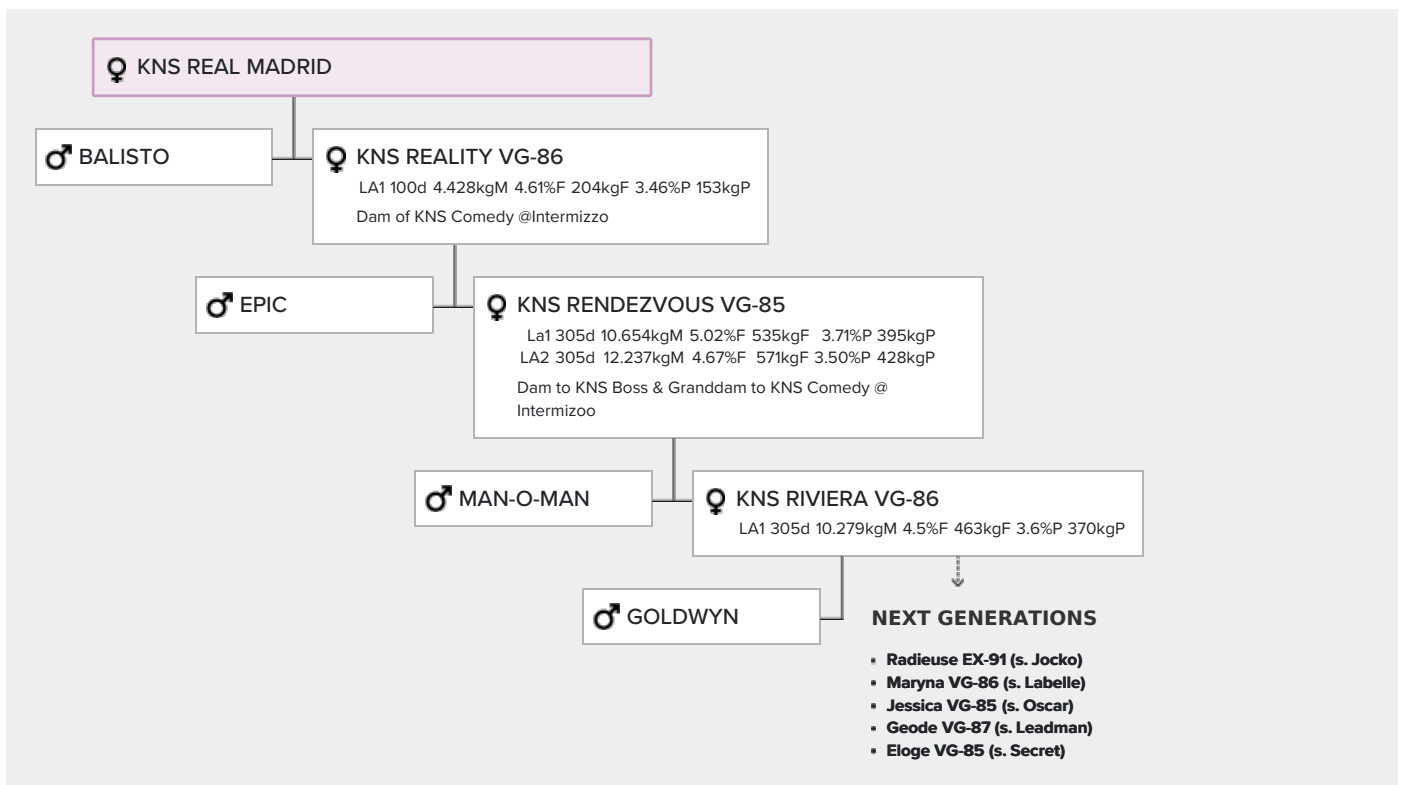 KNS REAL MADRID
BALISTO
KNS REALITY VG-86
LA1 100d 4.428kgM 4.61%F 204kgF 3.46%P 153kgP
Dam of KNS Comedy @Intermizzo
EPIC
KNS RENDEZVOUS VG-85
La1 305d 10.654kgM 5.02%F 535kgF 3.71%P 395kgP
LA2 305d 12.237kgM 4.67%F 571kgF 3.50%P 428kgP
Dam to KNS Boss & Granddam to KNS Comedy @
Intermizoo
MAN-O-MAN
KNS RIVIERA VG-86
LA1 305d 10.279kgM 4.5%F 463kgF 3.6%P 370kgP
GOLDWYN
NEXT GENERATIONS
Radieuse EX-91 (s. Jocko)
Maryna VG-86 (s. Labelle)
Jessica VG-85 (s. Oscar)
Geode VG-87 (s. Leadman)
Eloge VG-85 (s. Secret)